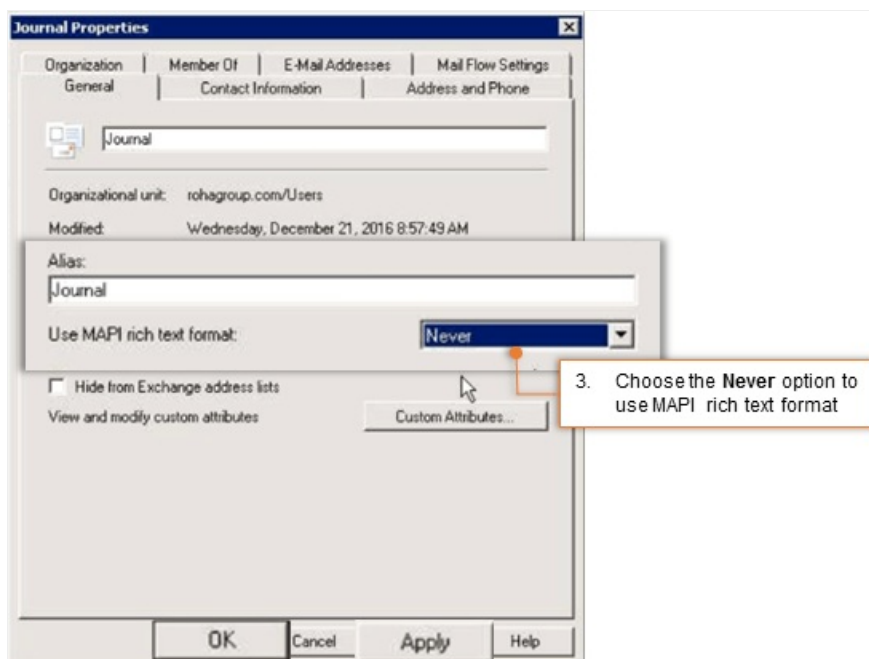 Journal Properties
Organization Member Of E-Mail Addresses Mail Flow Settings
General Contact Information Address and Phone
Journal
Organizational unit: rohagroup.com/Users
Modified: Wednesday, December 21, 2016 8:57:49 AM
Alias:
Journal
Use MAPI rich text format: Never
Hide from Exchange address lists
View and modify custom attributes Custom Attributes...
3. Choose the Never option to
use MAPI rich text format
OK Cancel Apply Help